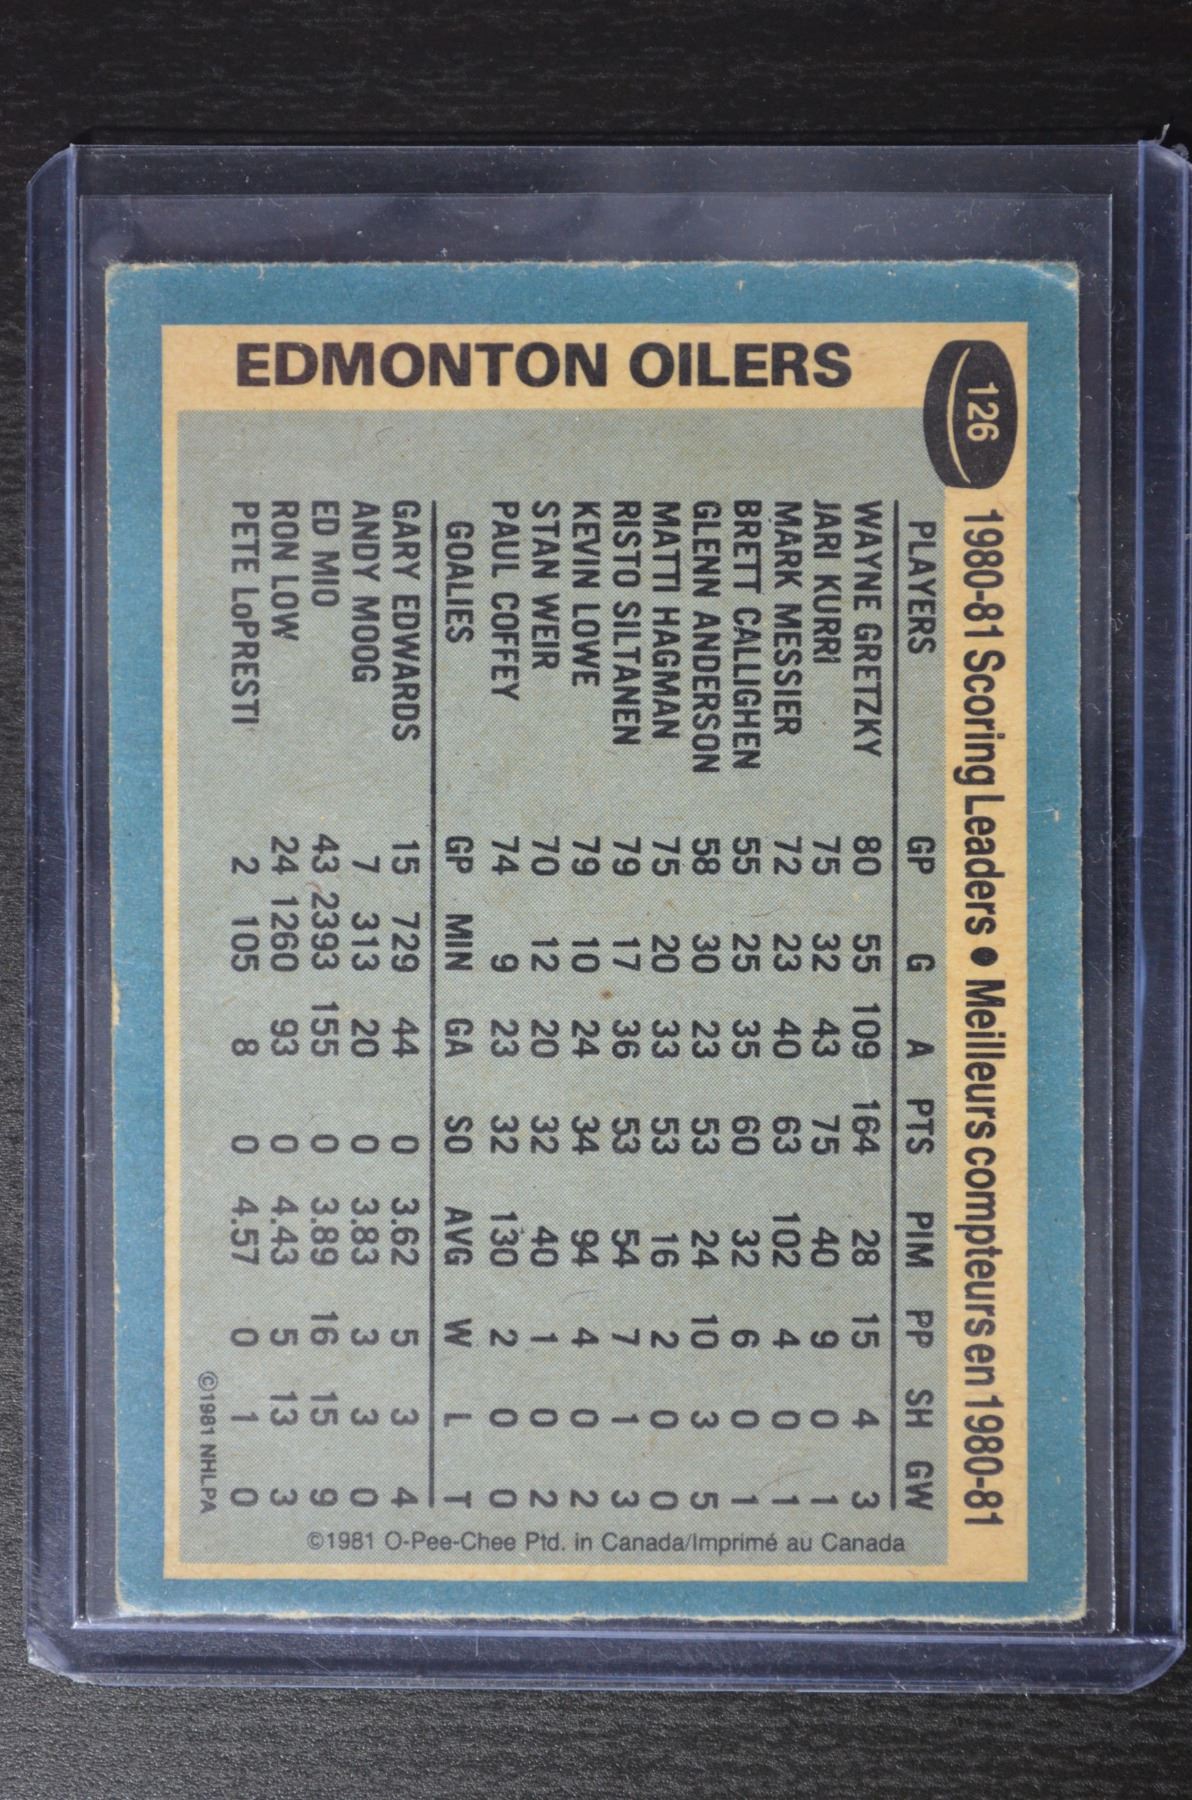 EDMONTON OILERS
126
1980-81 Scoring Leaders • Meilleurs compteurs en 1980-81
PLAYERS GP G A PTS PIM PP SH GW
WAYNE GRETZKY 80 55 109 164 28 15 4 3
JARI KURRI 75 32 43 75 40 9 0 1
MARK MESSIER 72 23 40 63 102 4 0 1
BRETT CALLIGHEN 55 25 35 60 32 6 0 1
GLENN ANDERSON 58 30 23 53 24 10 3 5
MATTI HAGMAN 75 20 33 53 16 2 0 0
RISTO SILTANEN 79 17 36 53 54 7 1 3
KEVIN LOWE 79 10 24 34 94 4 0 2
STAN WEIR 70 12 20 32 40 1 0 2
PAUL COFFEY 74 9 23 32 130 2 0 0
GOALIES GP MIN GA SO AVG W L T
GARY EDWARDS 15 729 44 0 3.62 5 3 4
ANDY MOOG 7 313 20 0 3.83 3 3 0
ED MIO 43 2393 155 0 3.89 16 15 9
RON LOW 24 1260 93 0 4.43 5 13 3
PETE LoPRESTI 2 105 8 0 4.57 0 1 0
©1981 NHLPA
©1981 O-Pee-Chee Ptd. in Canada/Imprimé au Canada